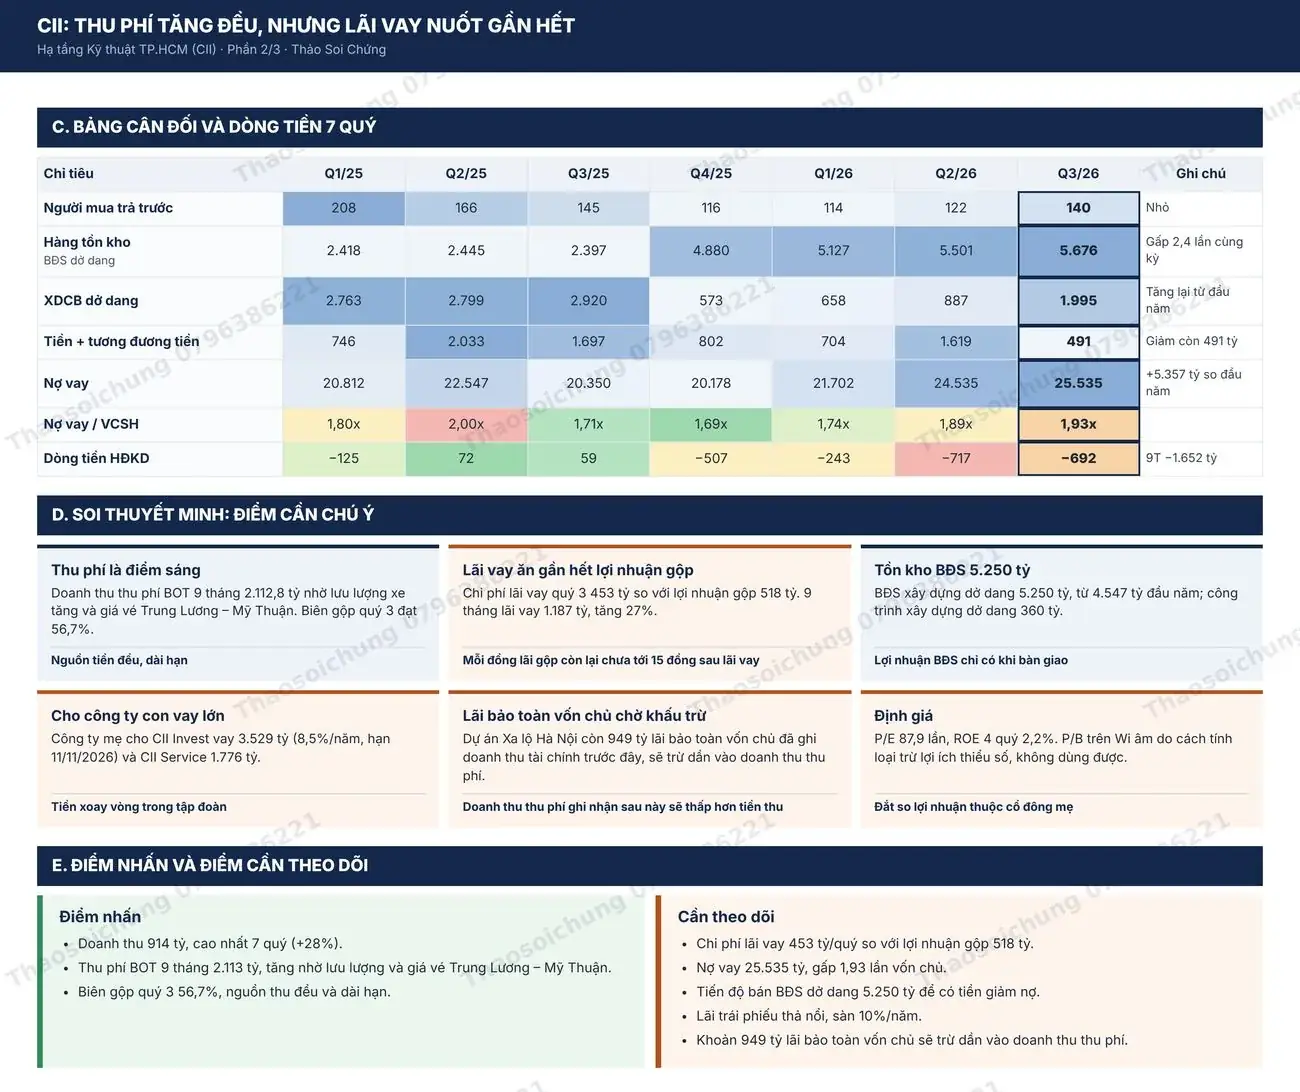 CII: THU PHÍ TĂNG ĐỀU, NHƯNG LÃI VAY NUỐT GẦN HẾT
Hạ tầng Kỹ thuật TP.HCM (CII) · Phần 2/3 · Thảo Soi Chứng
C. BẢNG CÂN ĐỐI VÀ DÒNG TIỀN 7 QUÝ
Chỉ tiêu Q1/25 Q2/25 Q3/25 Q4/25 Q1/26 Q2/26 Q3/26 Ghi chú
Người mua trả trước 208 166 145 116 114 122 140 Nhỏ
Hàng tồn kho 2.418 2.445 2.397 4.880 5.127 5.501 5.676 Gấp 2,4 lần cùng
BĐS dở dang kỳ
XDCB dở dang 2.763 2.799 2.920 573 658 887 1.995 Tăng lại từ đầu
năm
Tiền + tương đương tiền 746 2.033 1.697 802 704 1.619 491 Giảm còn 491 tỷ
Nợ vay 20.812 22.547 20.350 20.178 21.702 24.535 25.535 +5.357 tỷ so đầu
năm
Nợ vay / VCSH 1,80x 2,00x 1,71x 1,69x 1,74x 1,89x 1,93x
Dòng tiền HĐKD −125 72 59 −507 −243 −717 −692 9T −1.652 tỷ
D. SOI THUYẾT MINH: ĐIỂM CẦN CHÚ Ý
Thu phí là điểm sáng
Doanh thu thu phí BOT 9 tháng 2.112,8 tỷ nhờ lưu lượng xe
tăng và giá vé Trung Lương – Mỹ Thuận. Biên gộp quý 3 đạt
56,7%.
Nguồn tiền đều, dài hạn
Lãi vay ăn gần hết lợi nhuận gộp
Chi phí lãi vay quý 3 453 tỷ so với lợi nhuận gộp 518 tỷ. 9
tháng lãi vay 1.187 tỷ, tăng 27%.
Mỗi đồng lãi gộp còn lại chưa tới 15 đồng sau lãi vay
Tồn kho BĐS 5.250 tỷ
BĐS xây dựng dở dang 5.250 tỷ, từ 4.547 tỷ đầu năm; công
trình xây dựng dở dang 360 tỷ.
Lợi nhuận BĐS chỉ có khi bàn giao
Cho công ty con vay lớn
Công ty mẹ cho CII Invest vay 3.529 tỷ (8,5%/năm, hạn
11/11/2026) và CII Service 1.776 tỷ.
Tiền xoay vòng trong tập đoàn
Lãi bảo toàn vốn chủ chờ khấu trừ
Dự án Xa lộ Hà Nội còn 949 tỷ lãi bảo toàn vốn chủ đã ghi
doanh thu tài chính trước đây, sẽ trừ dần vào doanh thu thu
phí.
Doanh thu thu phí ghi nhận sau này sẽ thấp hơn tiền thu
Định giá
P/E 87,9 lần, ROE 4 quý 2,2%. P/B trên Wi âm do cách tính
loại trừ lợi ích thiểu số, không dùng được.
Đắt so lợi nhuận thuộc cổ đông mẹ
E. ĐIỂM NHẤN VÀ ĐIỂM CẦN THEO DÕI
Điểm nhấn
• Doanh thu 914 tỷ, cao nhất 7 quý (+28%).
• Thu phí BOT 9 tháng 2.113 tỷ, tăng nhờ lưu lượng và giá vé Trung Lương – Mỹ Thuận.
• Biên gộp quý 3 56,7%, nguồn thu đều và dài hạn.
Cần theo dõi
• Chi phí lãi vay 453 tỷ/quý so với lợi nhuận gộp 518 tỷ.
• Nợ vay 25.535 tỷ, gấp 1,93 lần vốn chủ.
• Tiến độ bán BĐS dở dang 5.250 tỷ để có tiền giảm nợ.
• Lãi trái phiếu thả nổi, sàn 10%/năm.
• Khoản 949 tỷ lãi bảo toàn vốn chủ sẽ trừ dần vào doanh thu thu phí.
Thaosoichung 0796386221